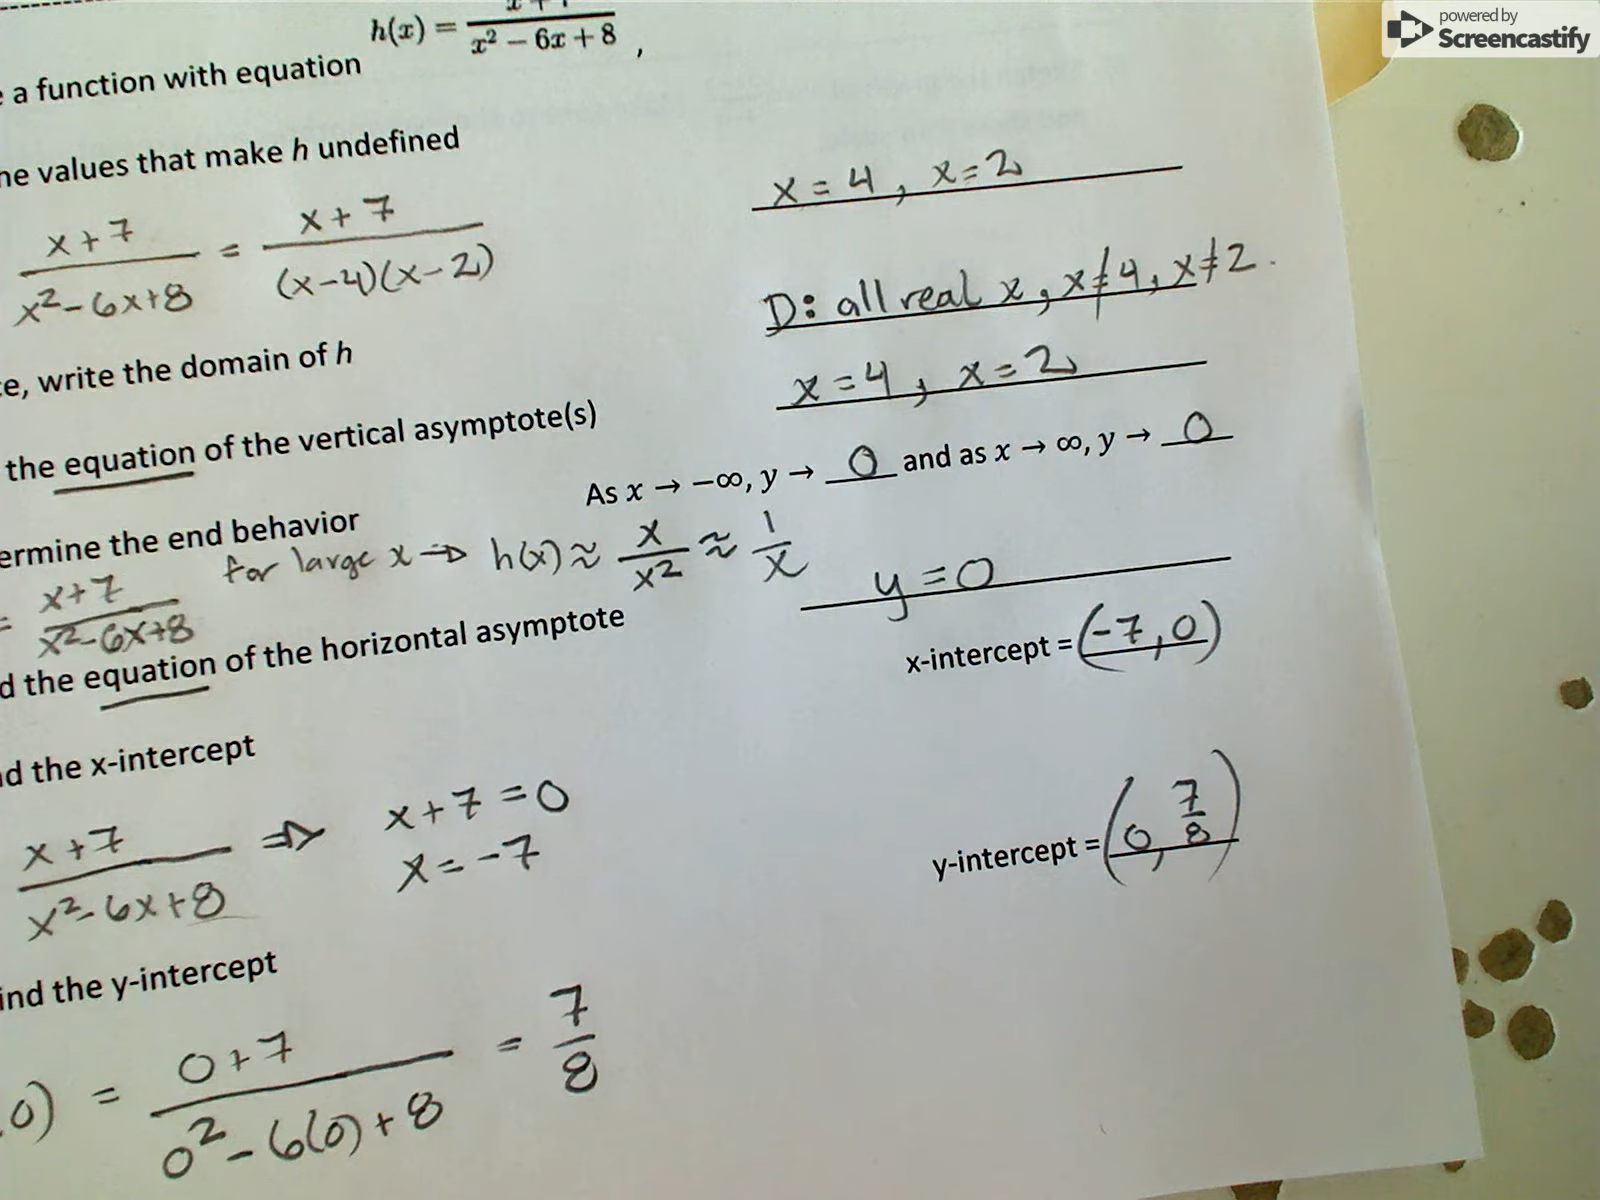 powered by
Screencastify
h(x) = x + 7 / x² − 6x + 8 ,
a function with equation
values that make h undefined
x = 4 , x = 2
x + 7 / x² - 6x + 8 = x + 7 / (x - 4)(x - 2)
D: all real x , x ≠ 4 , x ≠ 2 .
, write the domain of h
x = 4 , x = 2
the equation of the vertical asymptote(s)
As x → −∞, y → 0 and as x → ∞, y → 0
ermine the end behavior
for large x → h(x) ≈ x / x² ≈ 1 / x
= x + 7 / x² - 6x + 8
y = 0
d the equation of the horizontal asymptote
x-intercept = (-7, 0)
d the x-intercept
x + 7 / x² - 6x + 8 ⇒ x + 7 = 0
x = -7
y-intercept = (0, 7/8)
ind the y-intercept
0) = 0 + 7 / 0² - 6(0) + 8 = 7 / 8